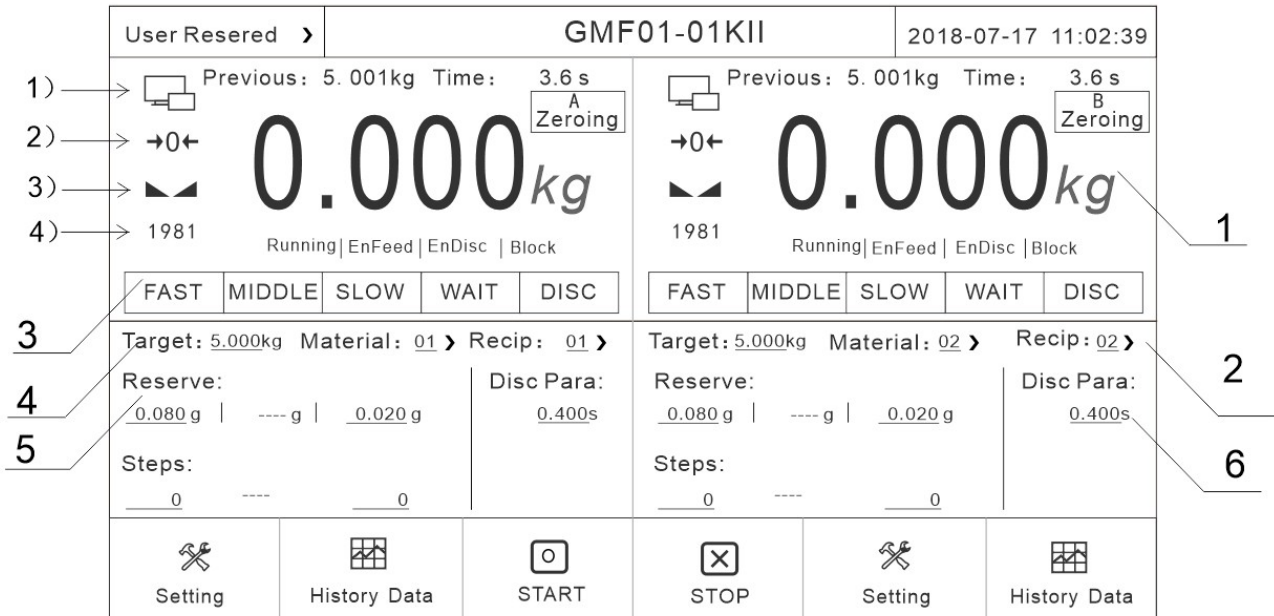 User Resered ❯ GMF01-01KII 2018-07-17 11:02:39
1) Previous: 5.001kg Time: 3.6 s Previous: 5.001kg Time: 3.6 s
A Zeroing B Zeroing
2) →0← 0.000kg →0← 0.000kg
3)
1
4) 1981 1981
Running| EnFeed | EnDisc | Block Running| EnFeed | EnDisc | Block
FAST MIDDLE SLOW WAIT DISC FAST MIDDLE SLOW WAIT DISC
3
Target: 5.000kg Material: 01 ❯ Recip: 01 ❯ Target: 5.000kg Material: 02 ❯ Recip: 02 ❯
2
Reserve: Disc Para: Reserve: Disc Para:
4
0.080 g | ---- g | 0.020 g 0.400s 0.080 g | ---- g | 0.020 g 0.400s
5
Steps: Steps:
6
0 ---- 0 0 ---- 0
Setting History Data START STOP Setting History Data